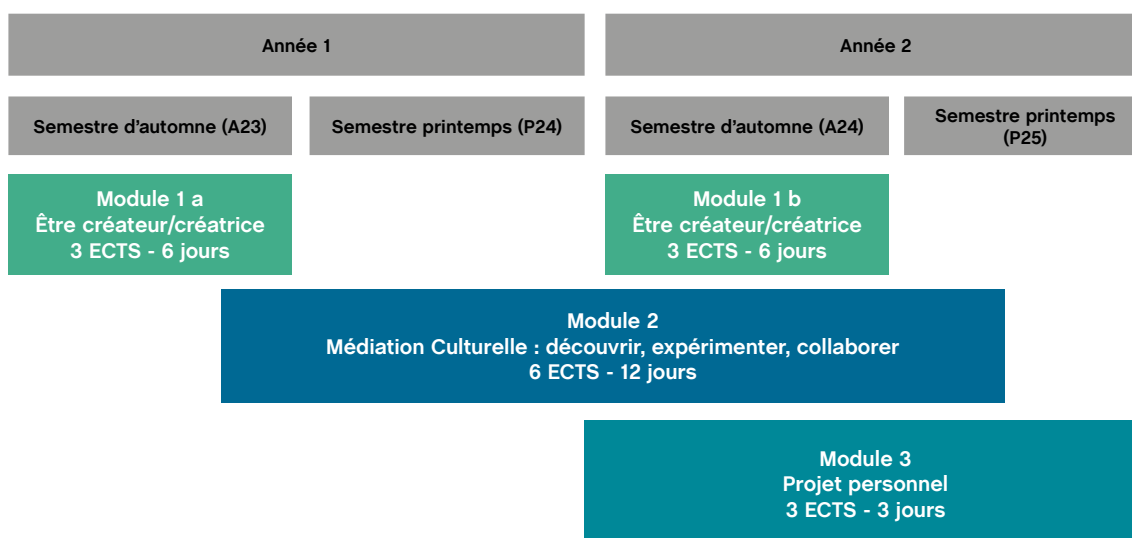 Année 1
Année 2
Semestre d'automne (A23)
Semestre printemps (P24)
Semestre d'automne (A24)
Semestre printemps
(P25)
Module 1 a
Être créateur/créatrice
3 ECTS - 6 jours
Module 1 b
Être créateur/créatrice
3 ECTS - 6 jours
Module 2
Médiation Culturelle : découvrir, expérimenter, collaborer
6 ECTS - 12 jours
Module 3
Projet personnel
3 ECTS - 3 jours